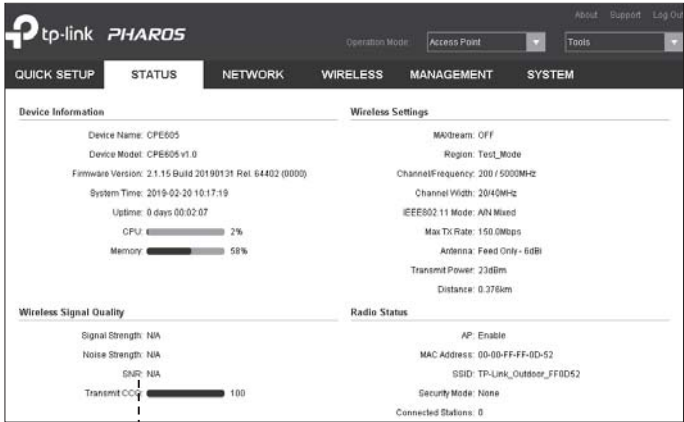 About Support Log Out
tp-link PHAROS
Operation Mode: Access Point Tools
QUICK SETUP STATUS NETWORK WIRELESS MANAGEMENT SYSTEM
Device Information
Device Name: CPE605
Device Model: CPE605 v1.0
Firmware Version: 2.1.15 Build 20190131 Rel. 64402 (0000)
System Time: 2019-02-20 10:17:19
Uptime: 0 days 00:02:07
CPU: 2%
Memory: 58%
Wireless Settings
MAXtream: OFF
Region: Test_Mode
Channel/Frequency: 200 / 5000MHz
Channel Width: 20/40MHz
IEEE802.11 Mode: A/N Mixed
Max TX Rate: 150.0Mbps
Antenna: Feed Only - 6dBi
Transmit Power: 23dBm
Distance: 0.376km
Wireless Signal Quality
Signal Strength: N/A
Noise Strength: N/A
SNR: N/A
Transmit CCQ: 100
Radio Status
AP: Enable
MAC Address: 00-00-FF-FF-0D-52
SSID: TP-Link_Outdoor_FF0D52
Security Mode: None
Connected Stations: 0